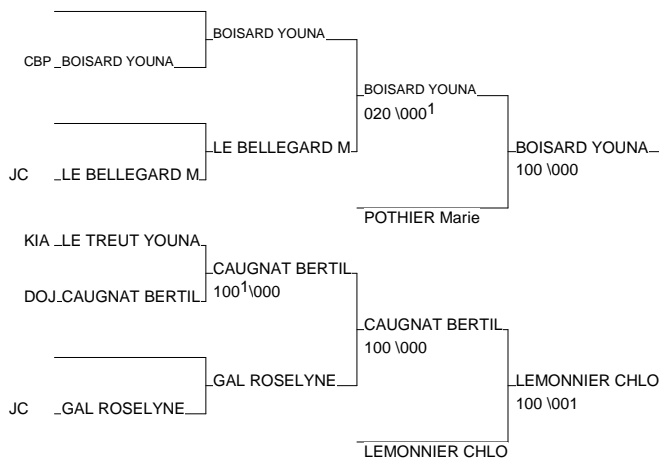 BOISARD YOUNA
CBP BOISARD YOUNA
BOISARD YOUNA
020 \000¹
LE BELLEGARD M
BOISARD YOUNA
100 \000
JC LE BELLEGARD M
POTHIER Marie
KIA LE TREUT YOUNA
CAUGNAT BERTIL
100¹\000
DOJ CAUGNAT BERTIL
CAUGNAT BERTIL
100 \000
GAL ROSELYNE
LEMONNIER CHLO
100 \001
JC GAL ROSELYNE
LEMONNIER CHLO